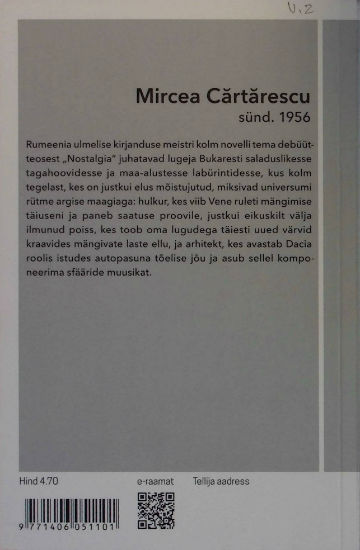 V.2
Mircea Cărtărescu
sünd. 1956
Rumeenia ulmelise kirjanduse meistri kolm novelli tema debüüt-
teosest „Nostalgia“ juhatavad lugeja Bukaresti saladuslikesse
tagahoovidesse ja maa-alustesse labürintidesse, kus kolm
tegelast, kes on justkui elus mõistujutud, miksivad universumi
rütme argise maagiaga: hulkur, kes viib Vene ruleti mängimise
täiuseni ja paneb saatuse proovile, justkui eikuskilt välja
ilmunud poiss, kes toob oma lugudega täiesti uued värvid
kraavides mängivate laste ellu, ja arhitekt, kes avastab Dacia
roolis istudes autopasuna tõelise jõu ja asub sellel kompo-
neerima sfääride muusikat.
Hind 4.70
e-raamat
Tellija aadress
9 771406 051101